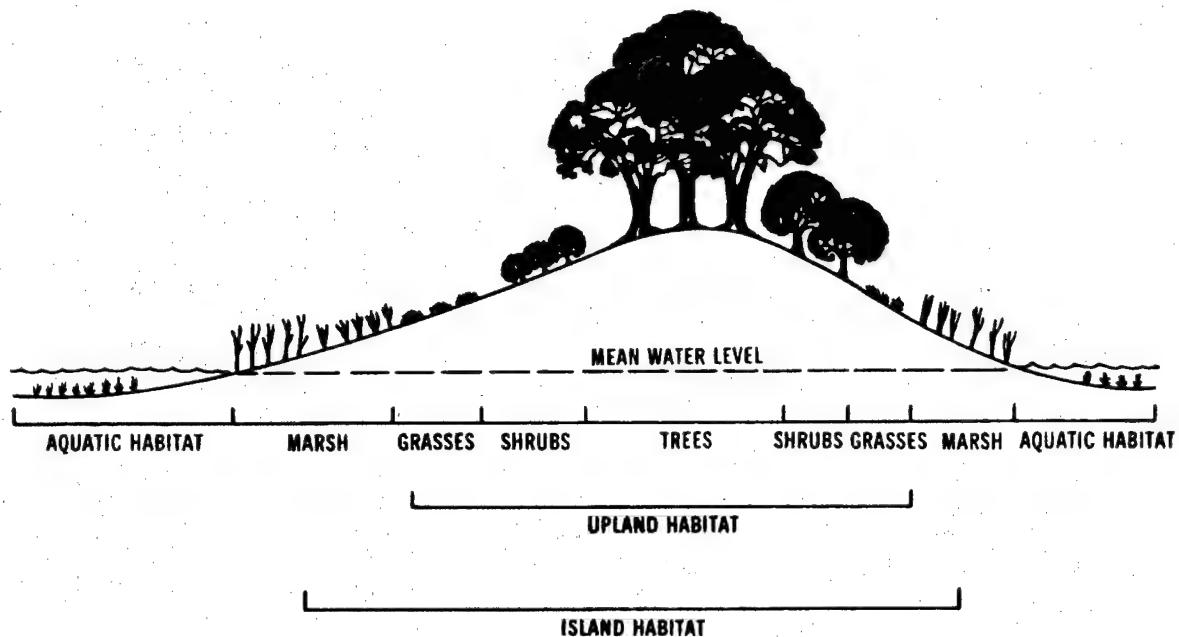 MEAN WATER LEVEL
AQUATIC HABITAT MARSH GRASSES SHRUBS TREES SHRUBS GRASSES MARSH AQUATIC HABITAT
UPLAND HABITAT
ISLAND HABITAT